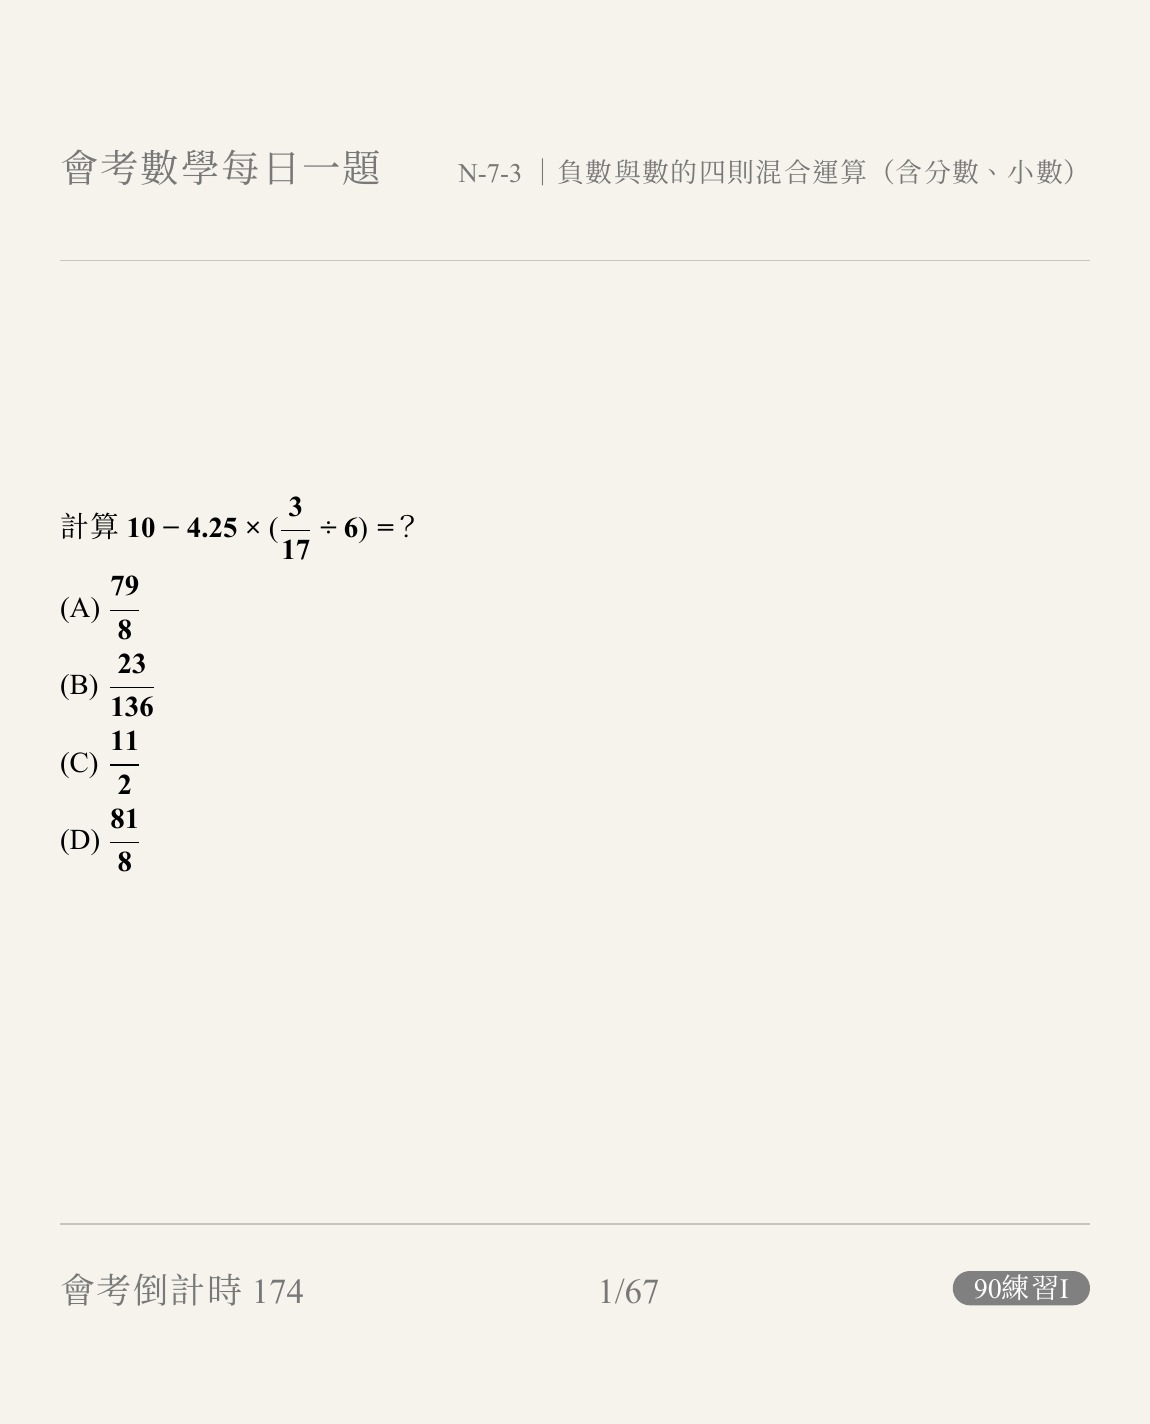 會考數學每日一題
N-7-3｜負數與數的四則混合運算（含分數、小數）
計算 10 − 4.25 × (3/17 ÷ 6) =？
(A) 79/8
(B) 23/136
(C) 11/2
(D) 81/8
會考倒計時 174
1/67
90練習I